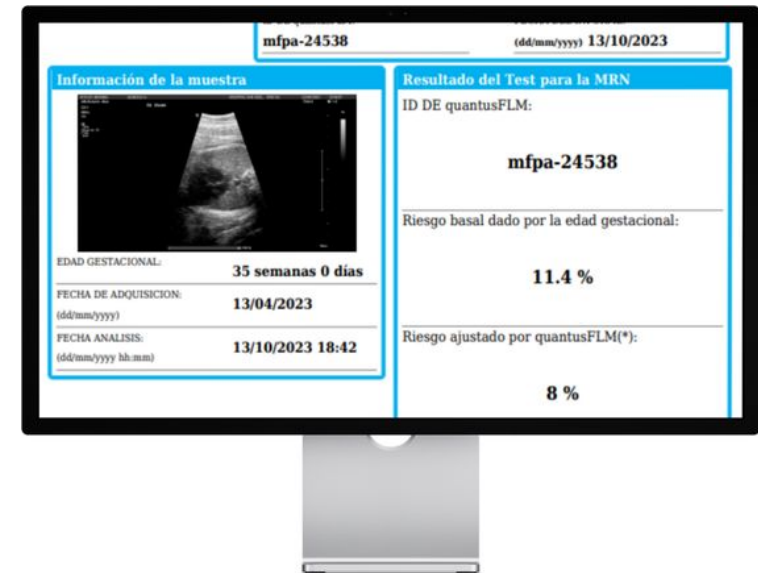 mfpa-24538
(dd/mm/yyyy) 13/10/2023
Información de la muestra
EDAD GESTACIONAL:
35 semanas 0 días
FECHA DE ADQUISICION:
(dd/mm/yyyy)
13/04/2023
FECHA ANALISIS:
(dd/mm/yyyy hh:mm)
13/10/2023 18:42
Resultado del Test para la MRN
ID DE quantusFLM:
mfpa-24538
Riesgo basal dado por la edad gestacional:
11.4 %
Riesgo ajustado por quantusFLM(*):
8 %